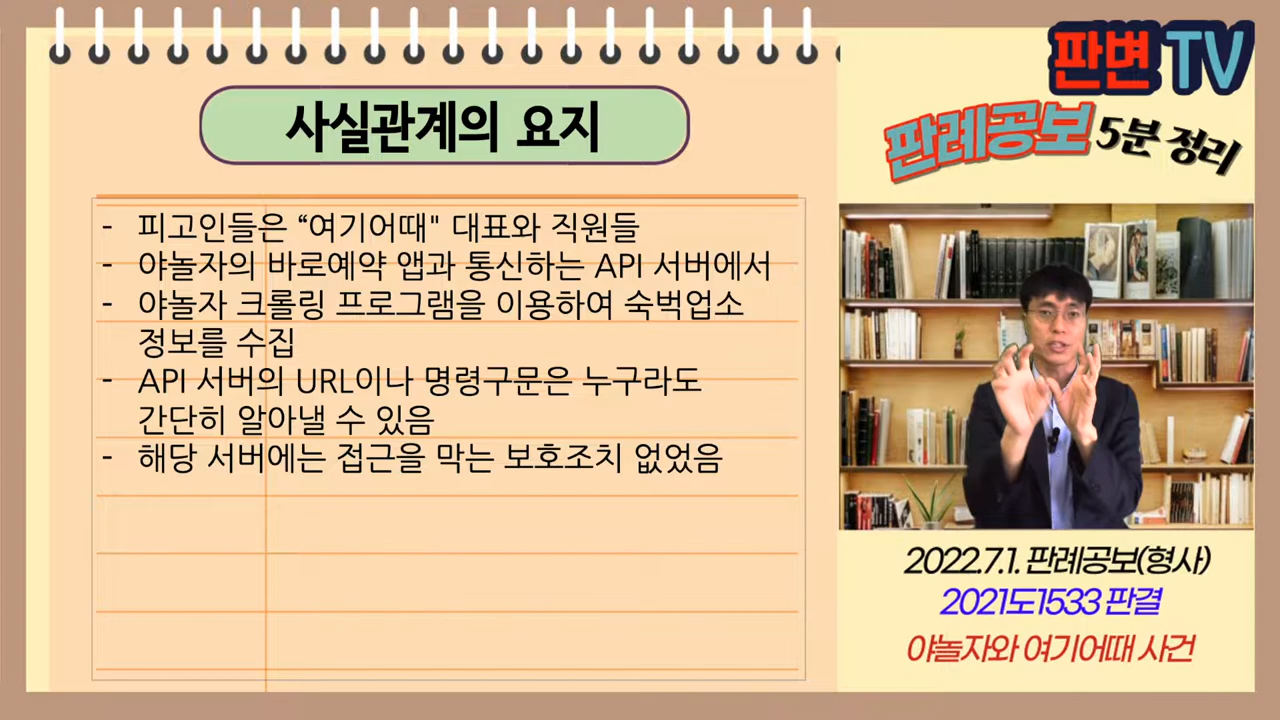 사실관계의 요지
- 피고인들은 “여기어때" 대표와 직원들
- 야놀자의 바로예약 앱과 통신하는 API 서버에서
- 야놀자 크롤링 프로그램을 이용하여 숙벅업소
정보를 수집
- API 서버의 URL이나 명령구문은 누구라도
간단히 알아낼 수 있음
- 해당 서버에는 접근을 막는 보호조치 없었음
판변 TV
판례공보 5분 정리
2022.7.1. 판례공보(형사)
2021도1533 판결
야놀자와 여기어때 사건